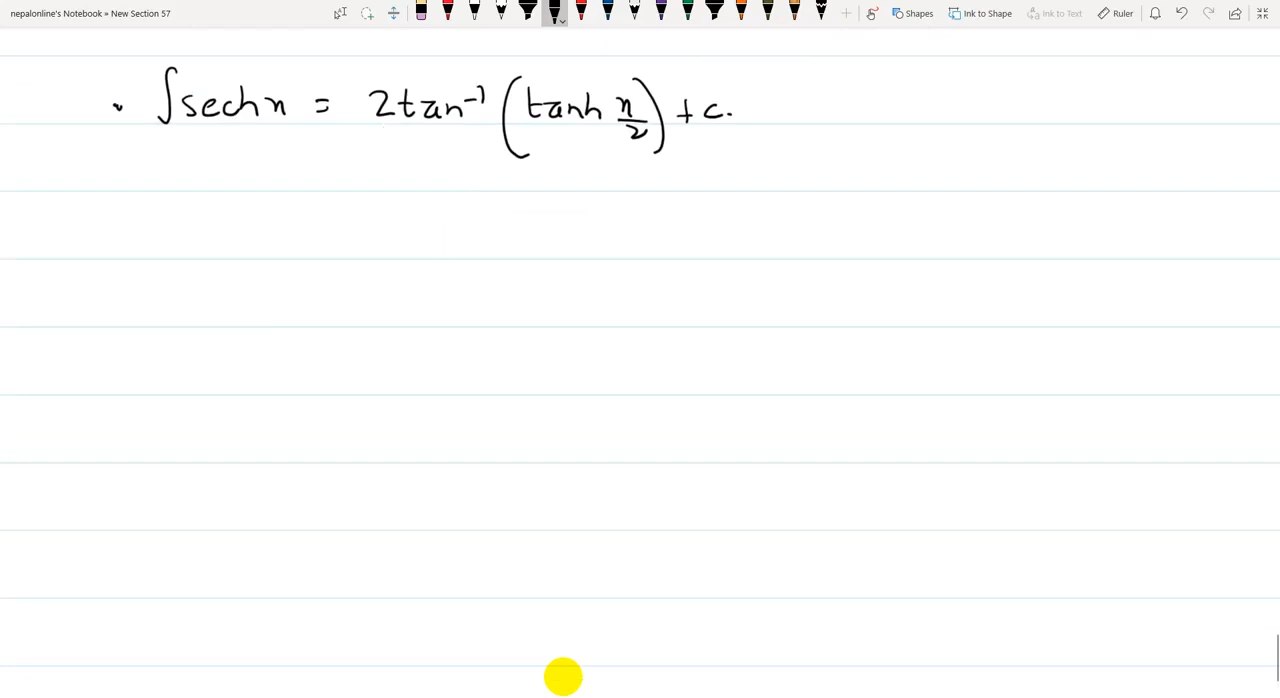 nepalonline's Notebook » New Section 57 Shapes Ink to Shape Ink to Text Ruler
∫ sech x = 2tan⁻¹ (tanh x/2) + c.